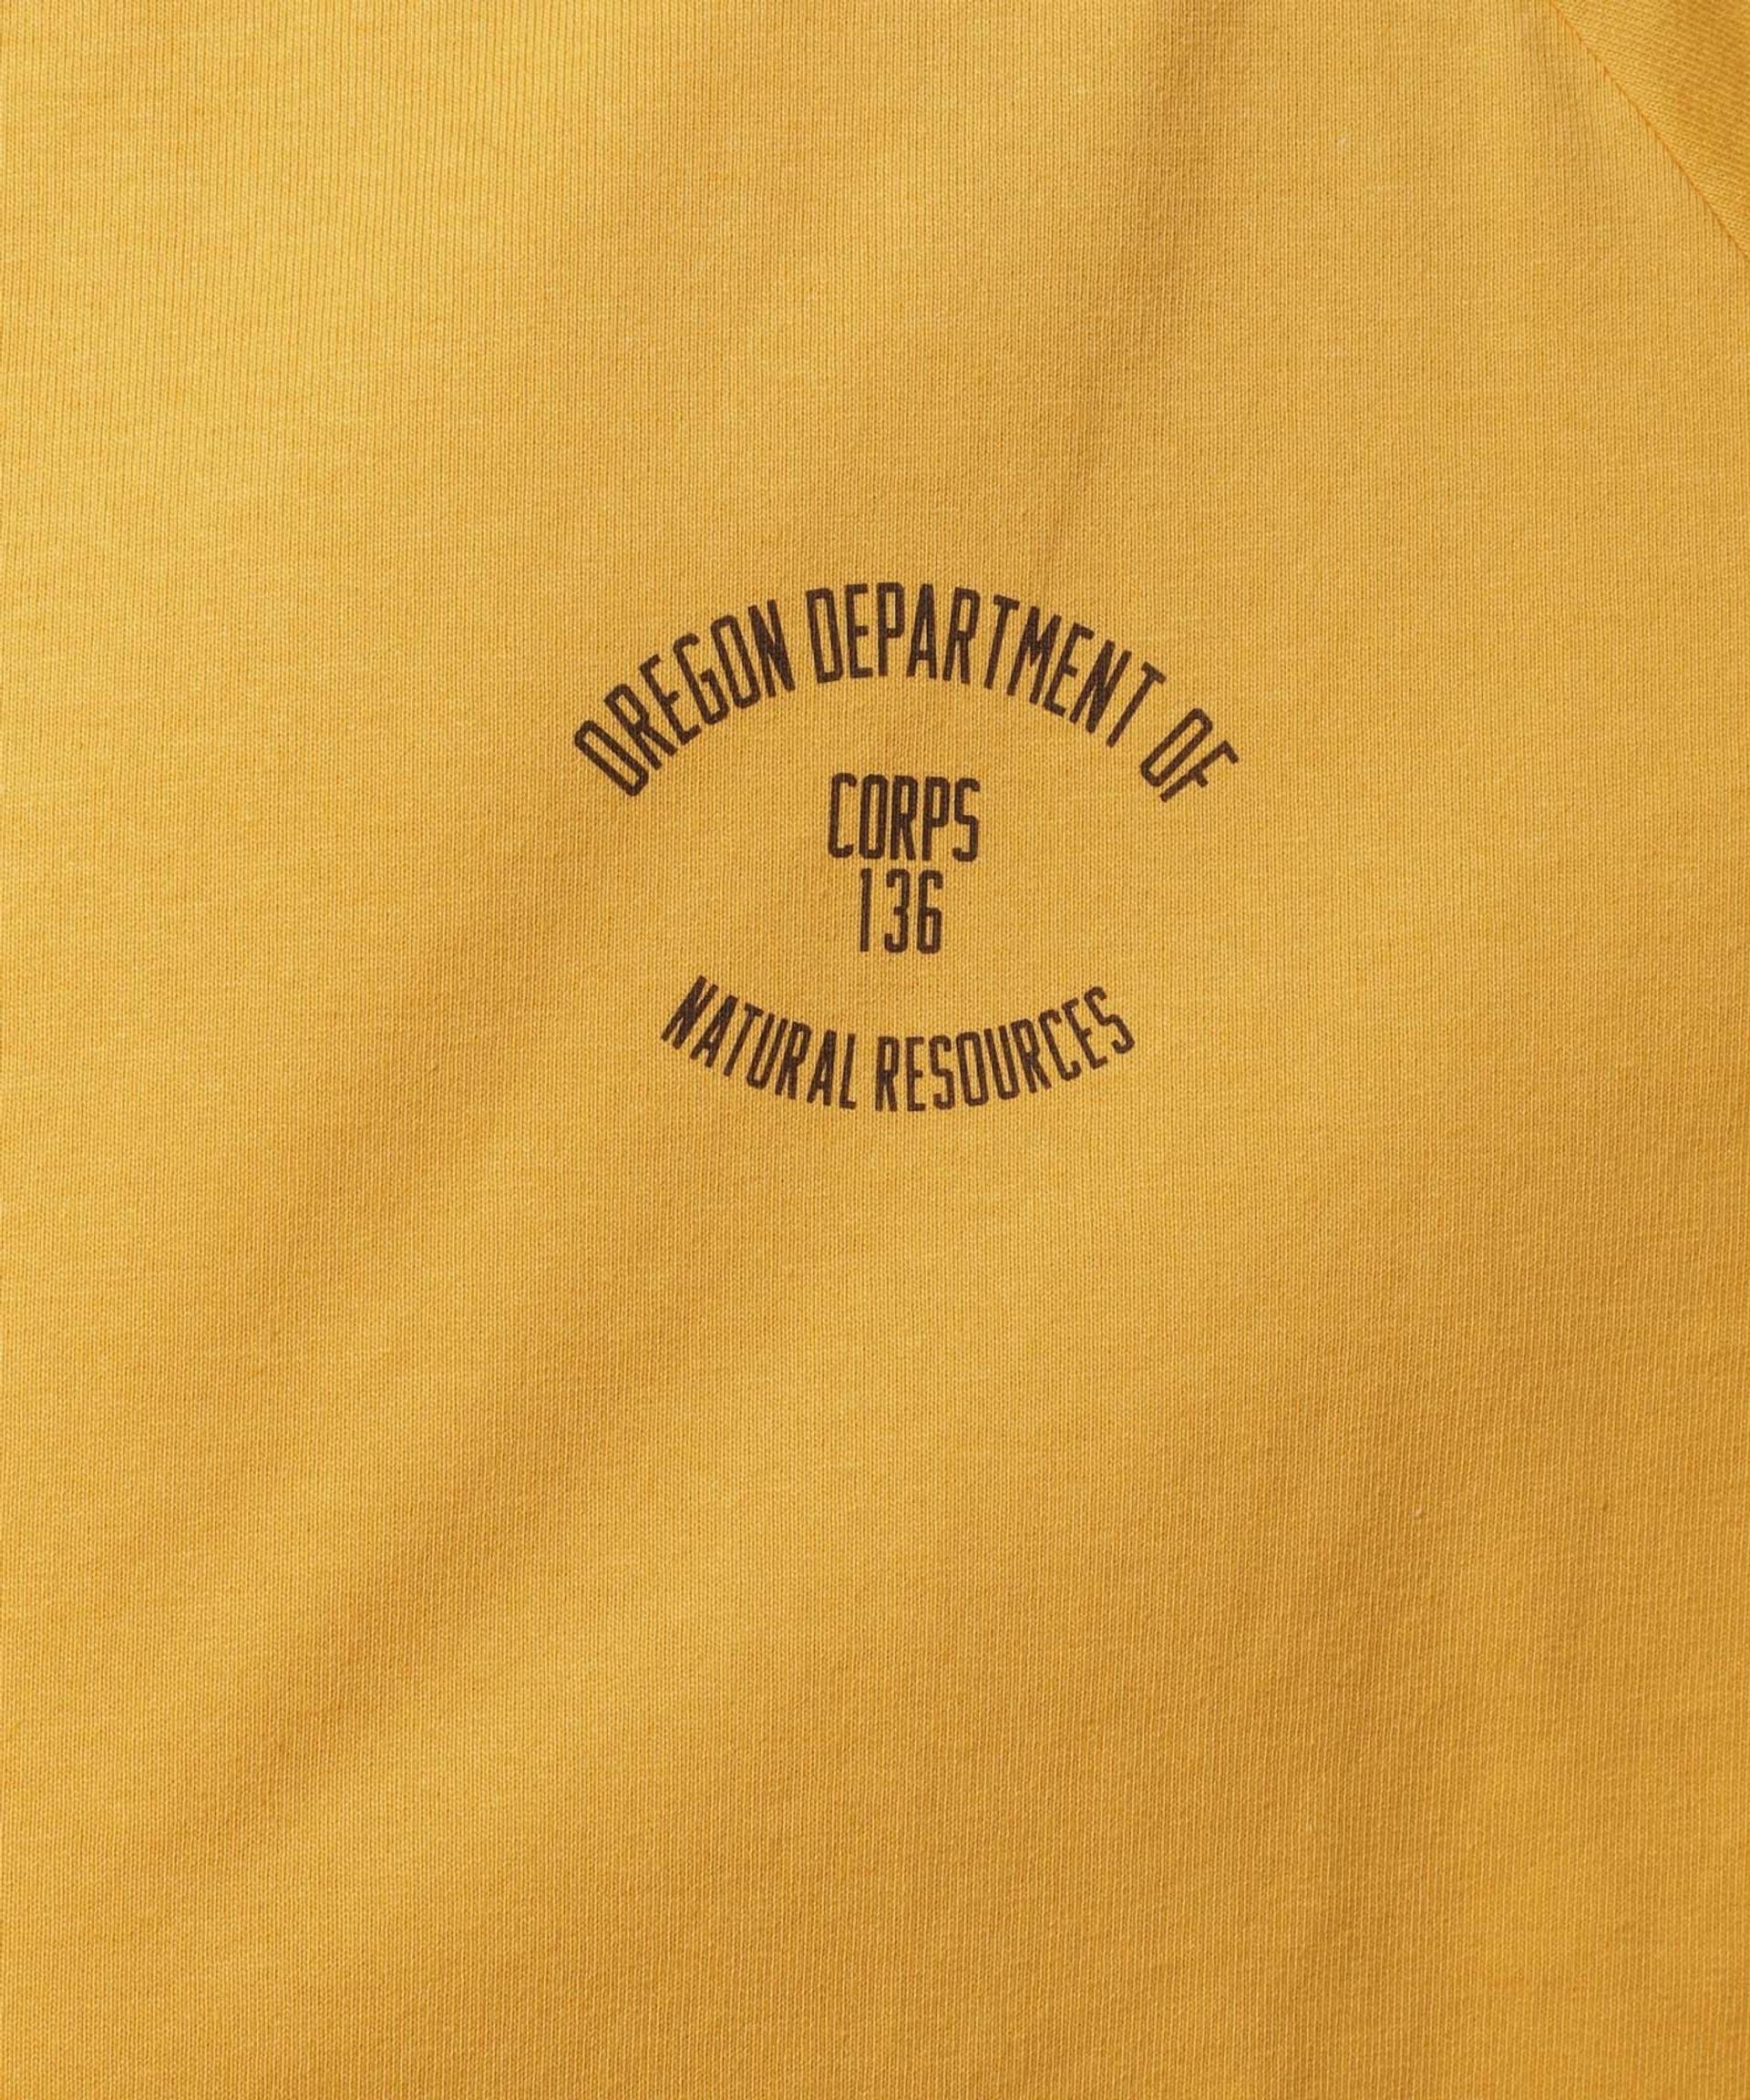 OREGON DEPARTMENT OF
CORPS
136
NATURAL RESOURCES